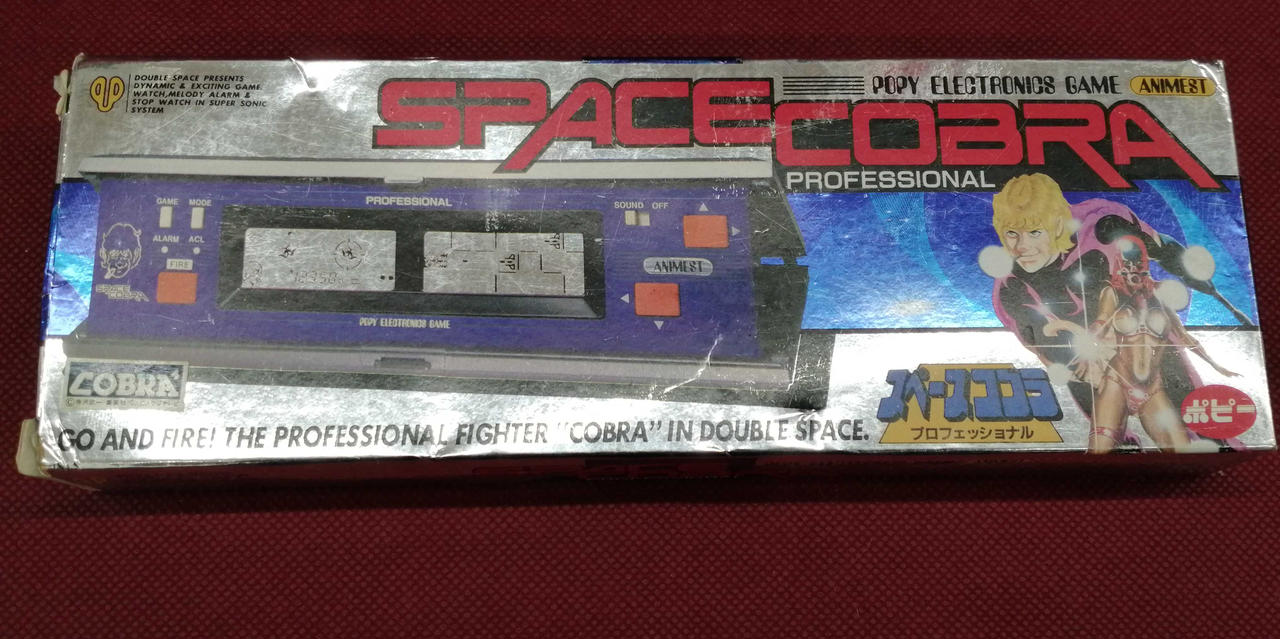 DOUBLE SPACE PRESENTS
DYNAMIC & EXCITING GAME.
WATCH, MELODY ALARM &
STOP WATCH IN SUPER SONIC
SYSTEM
POPY ELECTRONICS GAME ANIMEST
SPACE COBRA
PROFESSIONAL
PROFESSIONAL
GAME MODE
SOUND OFF
ALARM ACL
FIRE
ANIMEST
SPACE
COBRA
POPY ELECTRONICS GAME
COBRA
スペースコブラ
プロフェッショナル
ポピー
GO AND FIRE! THE PROFESSIONAL FIGHTER "COBRA" IN DOUBLE SPACE.